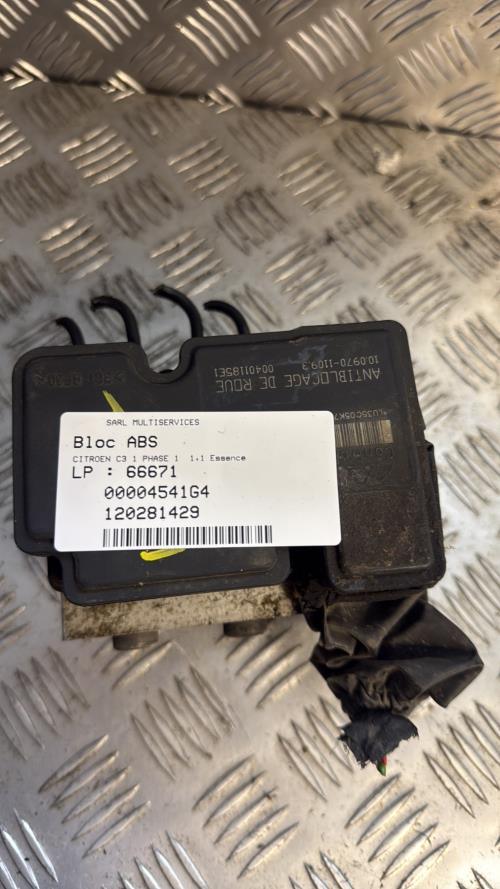 SARL MULTISERVICES
Bloc ABS
CITROEN C3 1 PHASE 1 1.1 Essence
LP : 66671
00004541G4
120281429
ANTIBLOCAGE DE ROUE
10.0970-1109.3
00401185E1